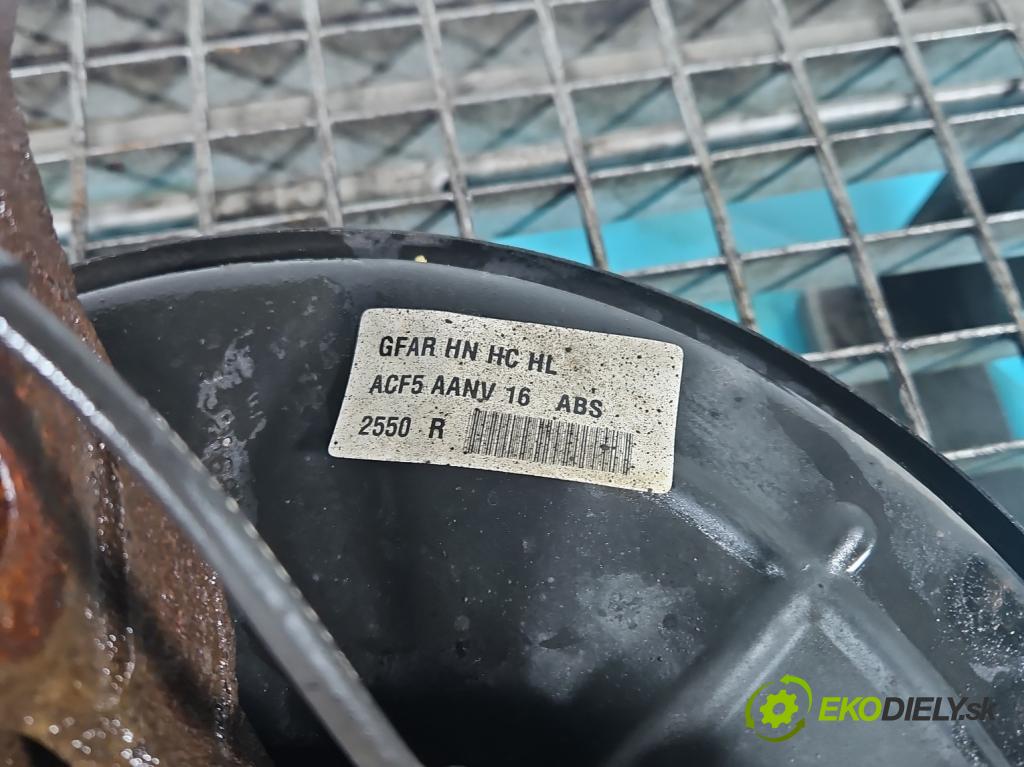 GFAR HN HC HL
ACF5 AANV 16 ABS
2550 R
EKODIELY.sk